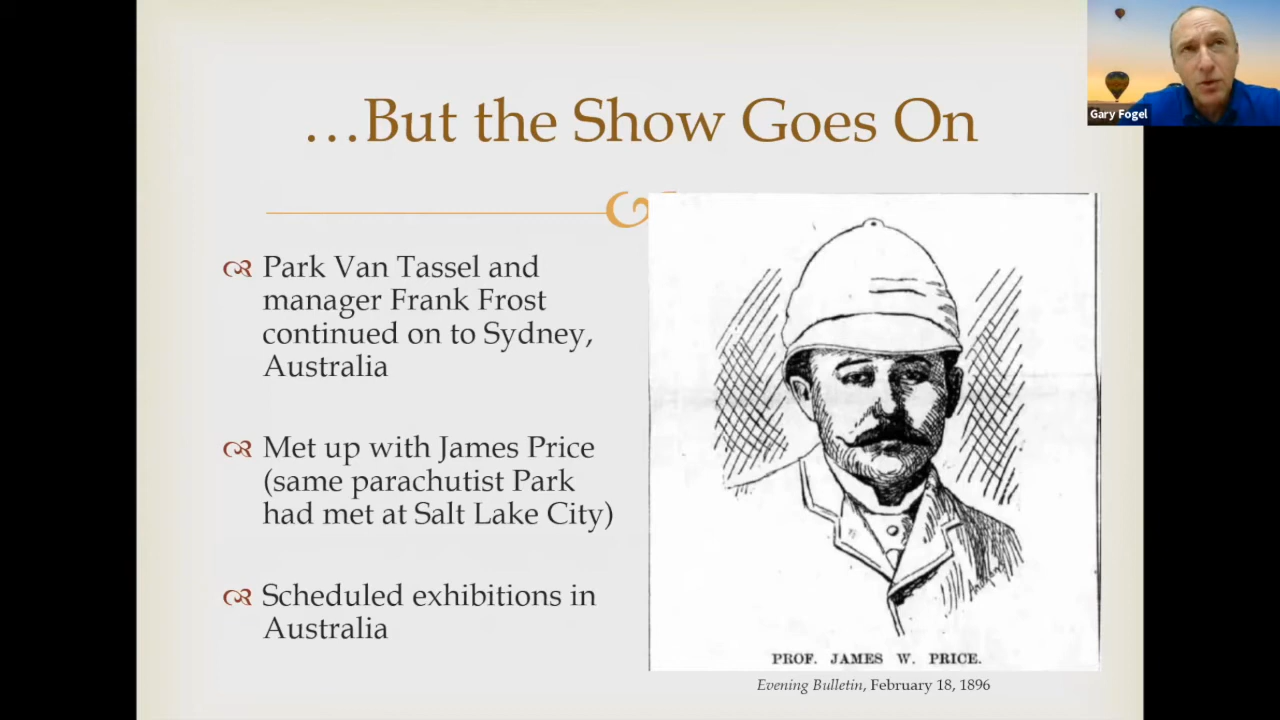 …But the Show Goes On
Gary Fogel
Park Van Tassel and
manager Frank Frost
continued on to Sydney,
Australia
Met up with James Price
(same parachutist Park
had met at Salt Lake City)
Scheduled exhibitions in
Australia
PROF. JAMES W. PRICE.
Evening Bulletin, February 18, 1896